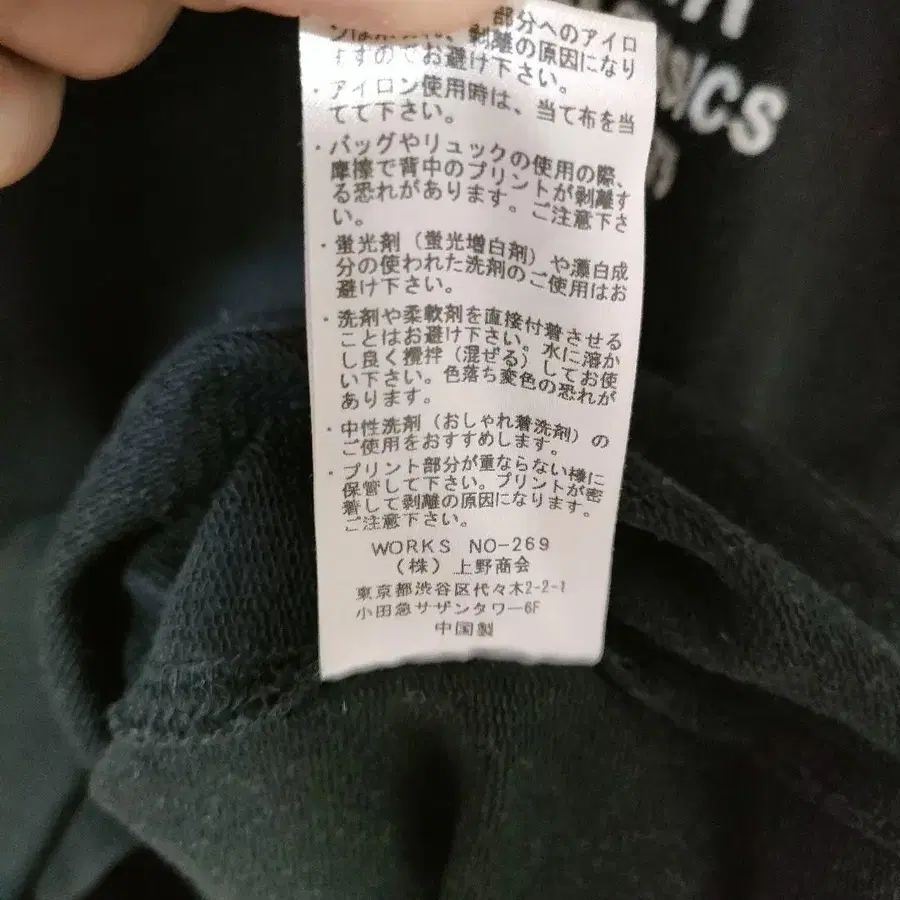 部分へのアイロ
剥離の原因になり
すのでお避け下さい。
・アイロン使用時は、当て布を当
てて下さい。
・バッグやリュックの使用の際、
摩擦で背中のプリントが剥離す
る恐れがあります。ご注意下さ
い。
・蛍光剤（蛍光増白剤）や漂白成
分の使われた洗剤のご使用はお
避け下さい。
・洗剤や柔軟剤を直接付着させる
ことはお避け下さい。水に溶か
し良く攪拌（混ぜる）してお使
い下さい。色落ち変色の恐れが
あります。
・中性洗剤（おしゃれ着洗剤）の
ご使用をおすすめします。
・プリント部分が重ならない様に
保管して下さい。プリントが密
着して剥離の原因になります。
ご注意下さい。
WORKS NO-269
（株）上野商会
東京都渋谷区代々木2-2-1
小田急サザンタワー6F
中国製
SICS